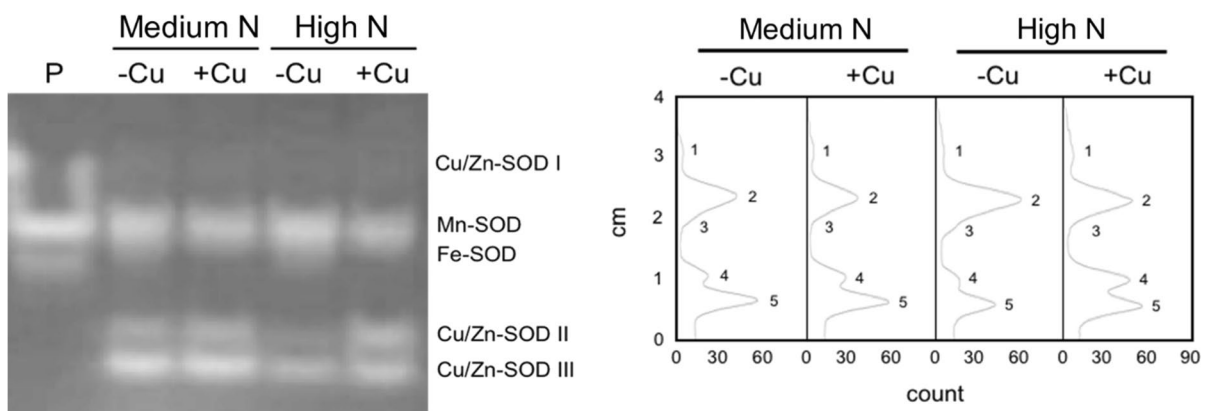 Medium N High N
P -Cu +Cu -Cu +Cu
Cu/Zn-SOD I
Mn-SOD
Fe-SOD
Cu/Zn-SOD II
Cu/Zn-SOD III
Medium N High N
-Cu +Cu -Cu +Cu
4
3
2
1
0
cm
1 2 3 4 5
1 2 3 4 5
1 2 3 4 5
1 2 3 4 5
0 30 60 0 30 60 0 30 60 0 30 60 90
count